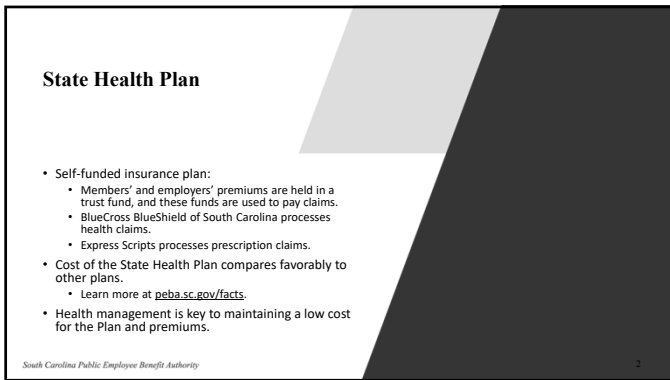 State Health Plan
• Self-funded insurance plan:
• Members’ and employers’ premiums are held in a
trust fund, and these funds are used to pay claims.
• BlueCross BlueShield of South Carolina processes
health claims.
• Express Scripts processes prescription claims.
• Cost of the State Health Plan compares favorably to
other plans.
• Learn more at peba.sc.gov/facts.
• Health management is key to maintaining a low cost
for the Plan and premiums.
South Carolina Public Employee Benefit Authority
2